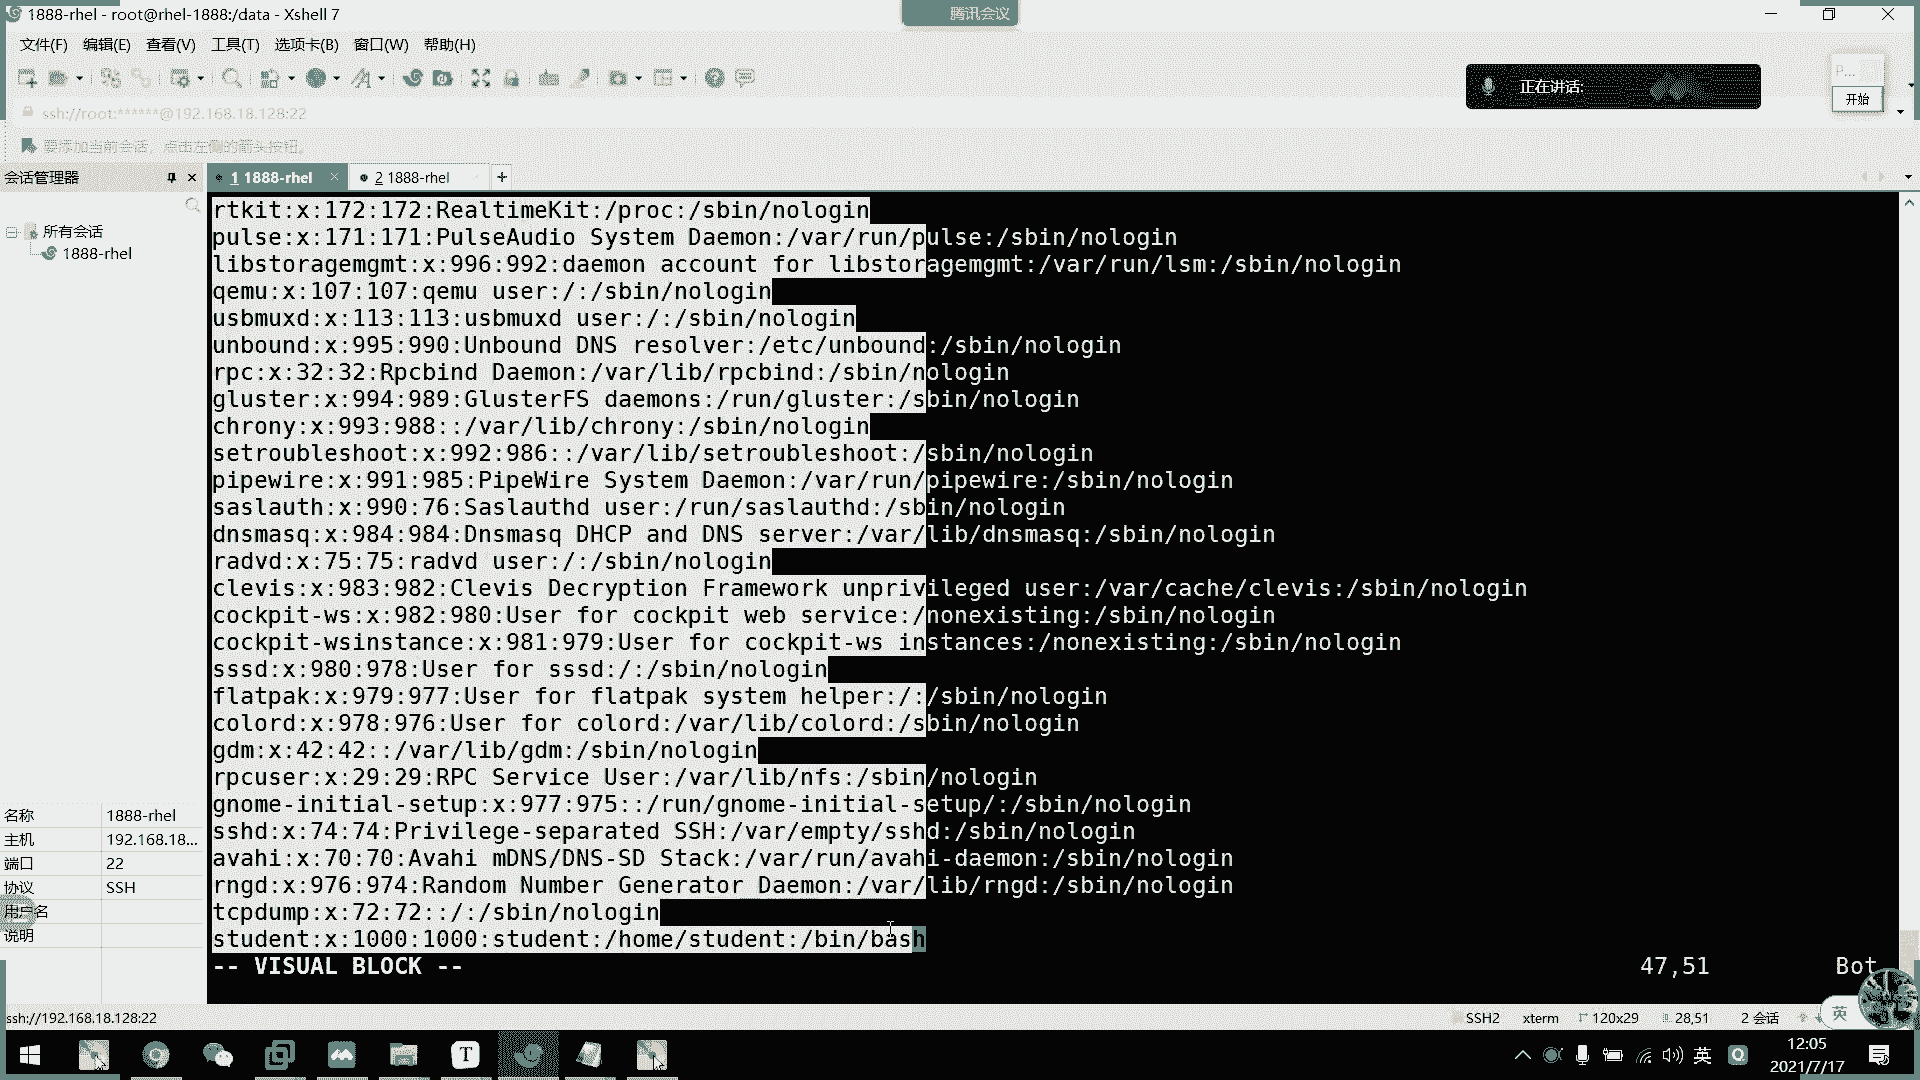 1888-rhel - root@rhel-1888:/data - Xshell 7
腾讯会议
文件(F) 编辑(E) 查看(V) 工具(T) 选项卡(B) 窗口(W) 帮助(H)
正在讲话:
P...
开始
ssh://root:******@192.168.18.128:22
要添加当前会话，点击左侧的箭头按钮。
会话管理器
1 1888-rhel
2 1888-rhel
所有会话
1888-rhel
rtkit:x:172:172:RealtimeKit:/proc:/sbin/nologin
pulse:x:171:171:PulseAudio System Daemon:/var/run/pulse:/sbin/nologin
libstoragemgmt:x:996:992:daemon account for libstoragemgmt:/var/run/lsm:/sbin/nologin
qemu:x:107:107:qemu user:/:/sbin/nologin
usbmuxd:x:113:113:usbmuxd user:/:/sbin/nologin
unbound:x:995:990:Unbound DNS resolver:/etc/unbound:/sbin/nologin
rpc:x:32:32:Rpcbind Daemon:/var/lib/rpcbind:/sbin/nologin
gluster:x:994:989:GlusterFS daemons:/run/gluster:/sbin/nologin
chrony:x:993:988::/var/lib/chrony:/sbin/nologin
setroubleshoot:x:992:986::/var/lib/setroubleshoot:/sbin/nologin
pipewire:x:991:985:PipeWire System Daemon:/var/run/pipewire:/sbin/nologin
saslauth:x:990:76:Saslauthd user:/run/saslauthd:/sbin/nologin
dnsmasq:x:984:984:Dnsmasq DHCP and DNS server:/var/lib/dnsmasq:/sbin/nologin
radvd:x:75:75:radvd user:/:/sbin/nologin
clevis:x:983:982:Clevis Decryption Framework unprivileged user:/var/cache/clevis:/sbin/nologin
cockpit-ws:x:982:980:User for cockpit web service:/nonexisting:/sbin/nologin
cockpit-wsinstance:x:981:979:User for cockpit-ws instances:/nonexisting:/sbin/nologin
sssd:x:980:978:User for sssd:/:/sbin/nologin
flatpak:x:979:977:User for flatpak system helper:/:/sbin/nologin
colord:x:978:976:User for colord:/var/lib/colord:/sbin/nologin
gdm:x:42:42::/var/lib/gdm:/sbin/nologin
rpcuser:x:29:29:RPC Service User:/var/lib/nfs:/sbin/nologin
gnome-initial-setup:x:977:975::/run/gnome-initial-setup/:/sbin/nologin
sshd:x:74:74:Privilege-separated SSH:/var/empty/sshd:/sbin/nologin
avahi:x:70:70:Avahi mDNS/DNS-SD Stack:/var/run/avahi-daemon:/sbin/nologin
rngd:x:976:974:Random Number Generator Daemon:/var/lib/rngd:/sbin/nologin
tcpdump:x:72:72::/:/sbin/nologin
student:x:1000:1000:student:/home/student:/bin/bash
-- VISUAL BLOCK -- 47,51 Bot
名称 1888-rhel
主机 192.168.18...
端口 22
协议 SSH
用户名
说明
ssh://192.168.18.128:22
SSH2 xterm 120x29 28,51 2 会话
英
英
12:05
2021/7/17